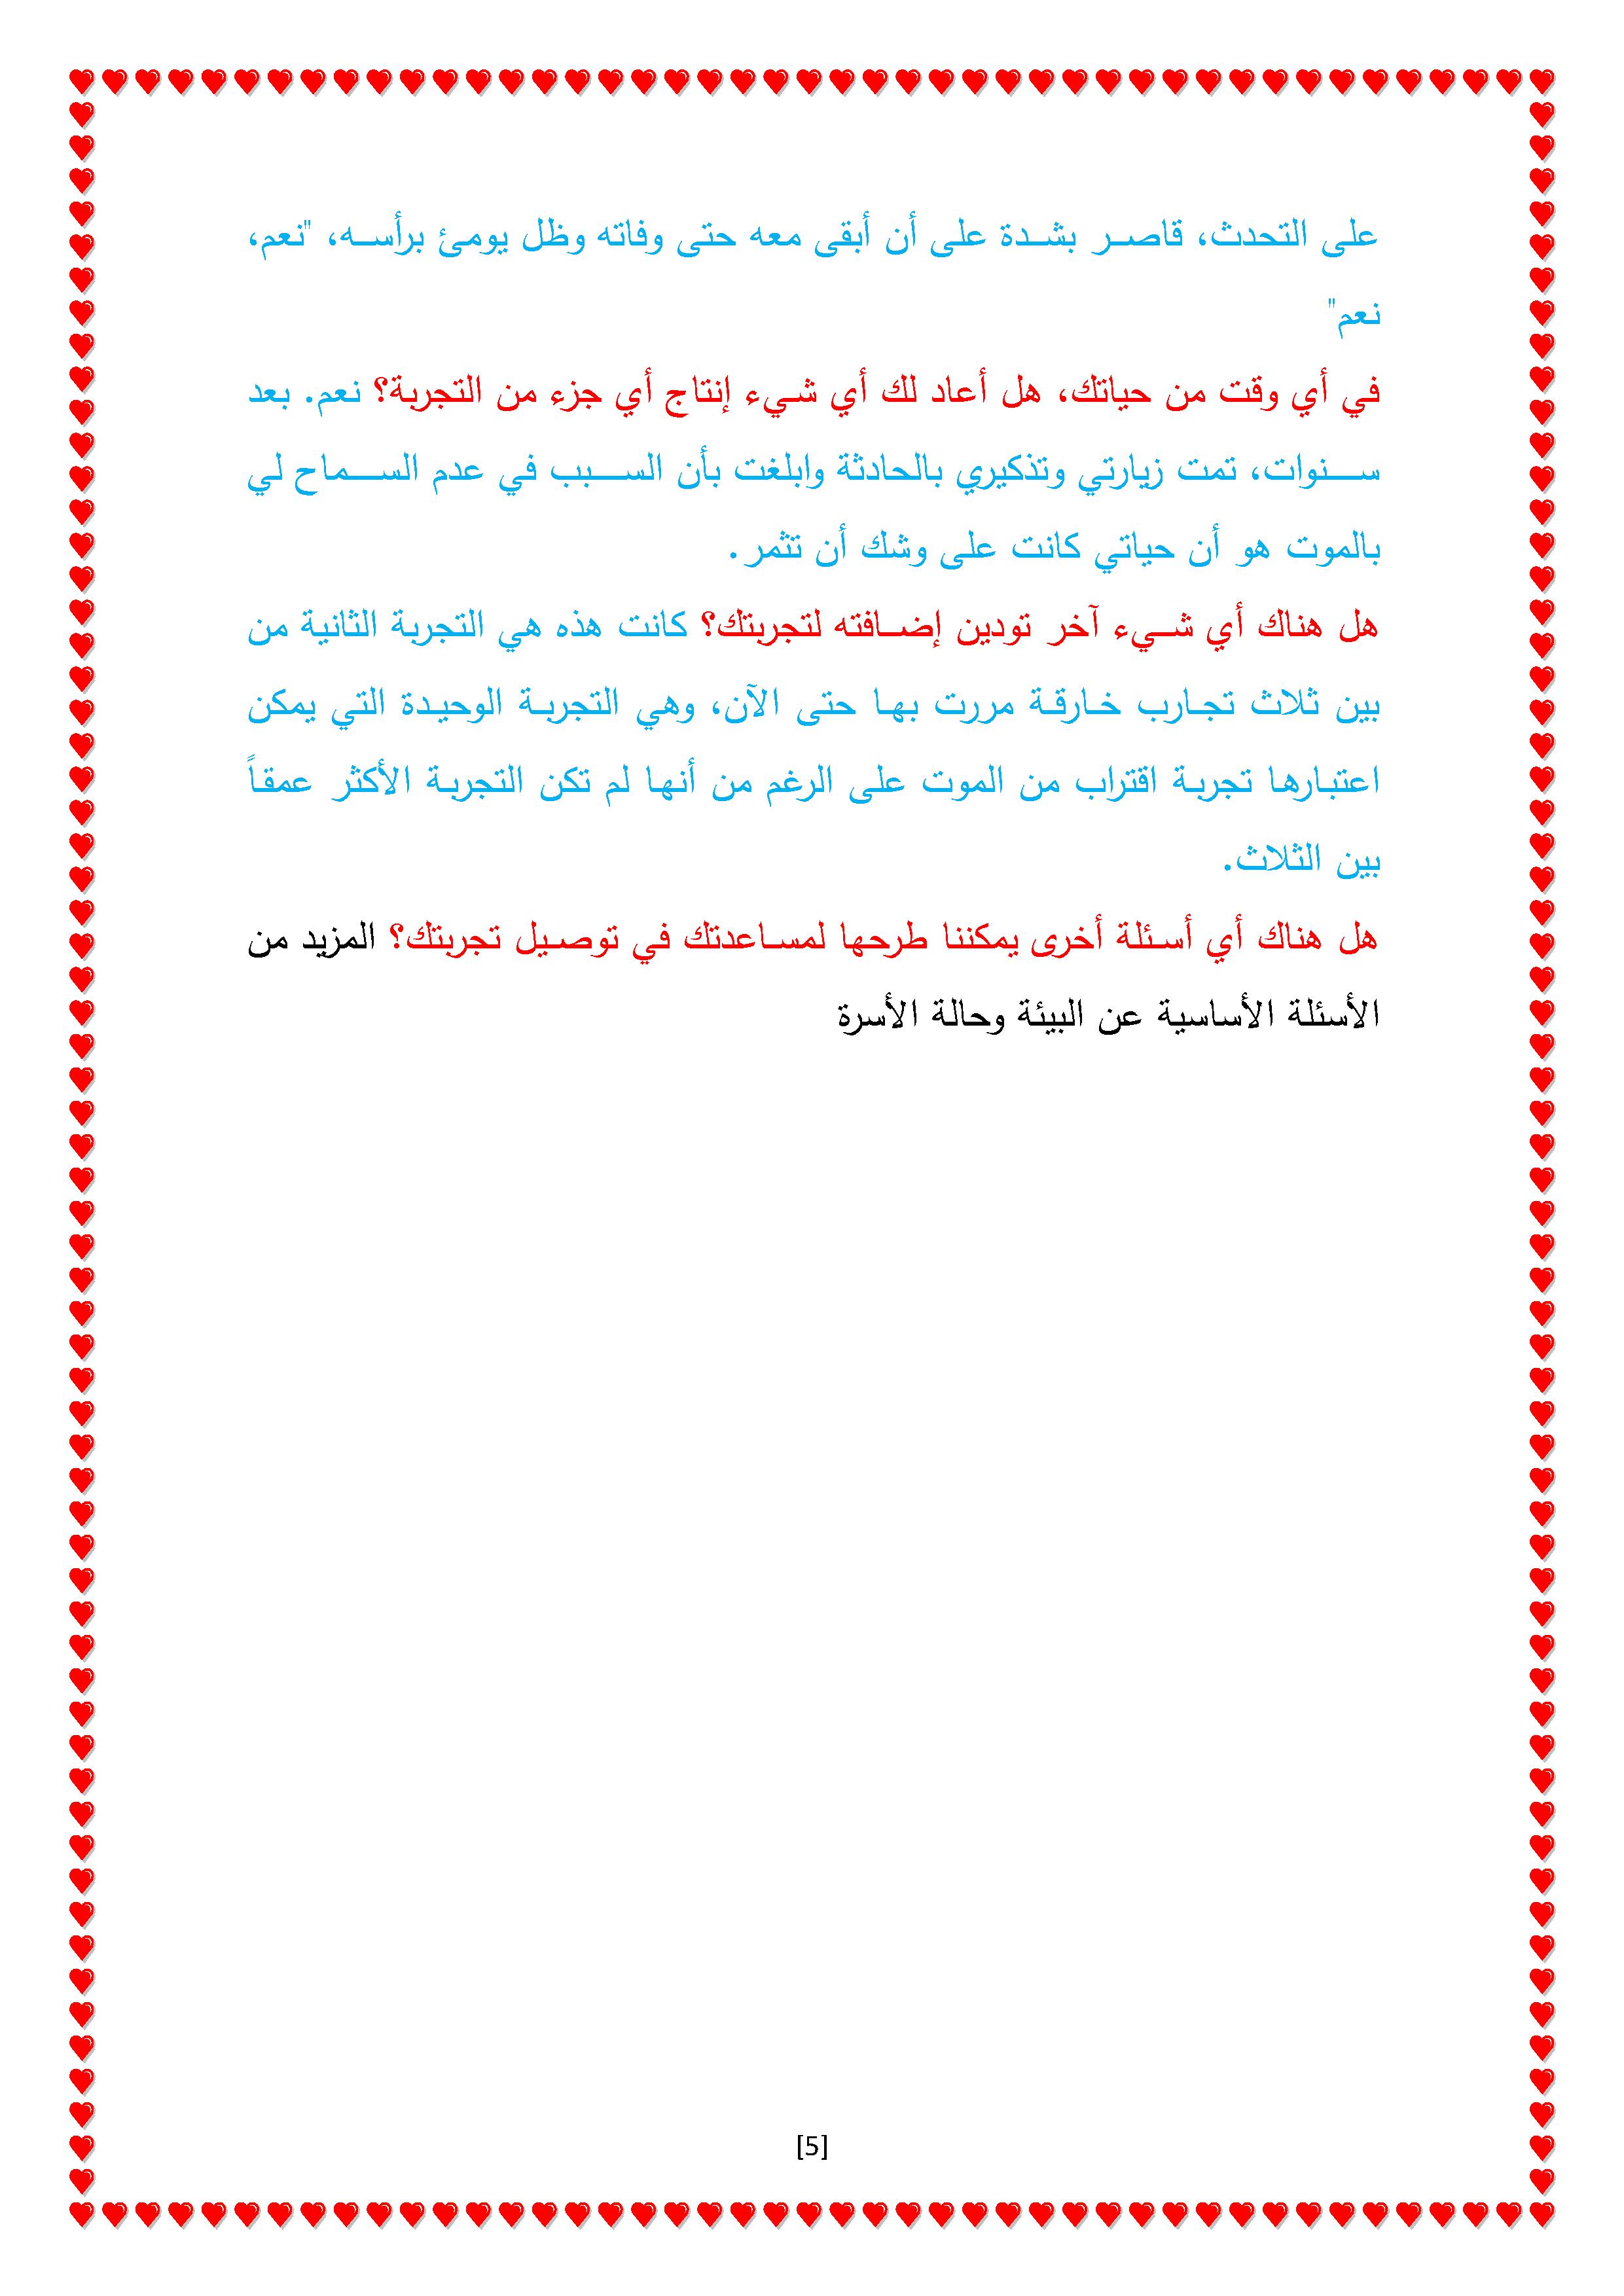 على التحدث، قاصر بشدة على أن أبقى معه حتى وفاته وظل يومئ برأسه، "نعم،
نعم"
في أي وقت من حياتك، هل أعاد لك أي شيء إنتاج أي جزء من التجربة؟ نعم. بعد
سنوات، تمت زيارتي وتذكيري بالحادثة وابلغت بأن السبب في عدم السماح لي
بالموت هو أن حياتي كانت على وشك أن تثمر.
هل هناك أي شيء آخر تودين إضافته لتجربتك؟ كانت هذه هي التجربة الثانية من
بين ثلاث تجارب خارقة مررت بها حتى الآن، وهي التجربة الوحيدة التي يمكن
اعتبارها تجربة اقتراب من الموت على الرغم من أنها لم تكن التجربة الأكثر عمقاً
بين الثلاث.
هل هناك أي أسئلة أخرى يمكننا طرحها لمساعدتك في توصيل تجربتك؟ المزيد من
الأسئلة الأساسية عن البيئة وحالة الأسرة
[5]